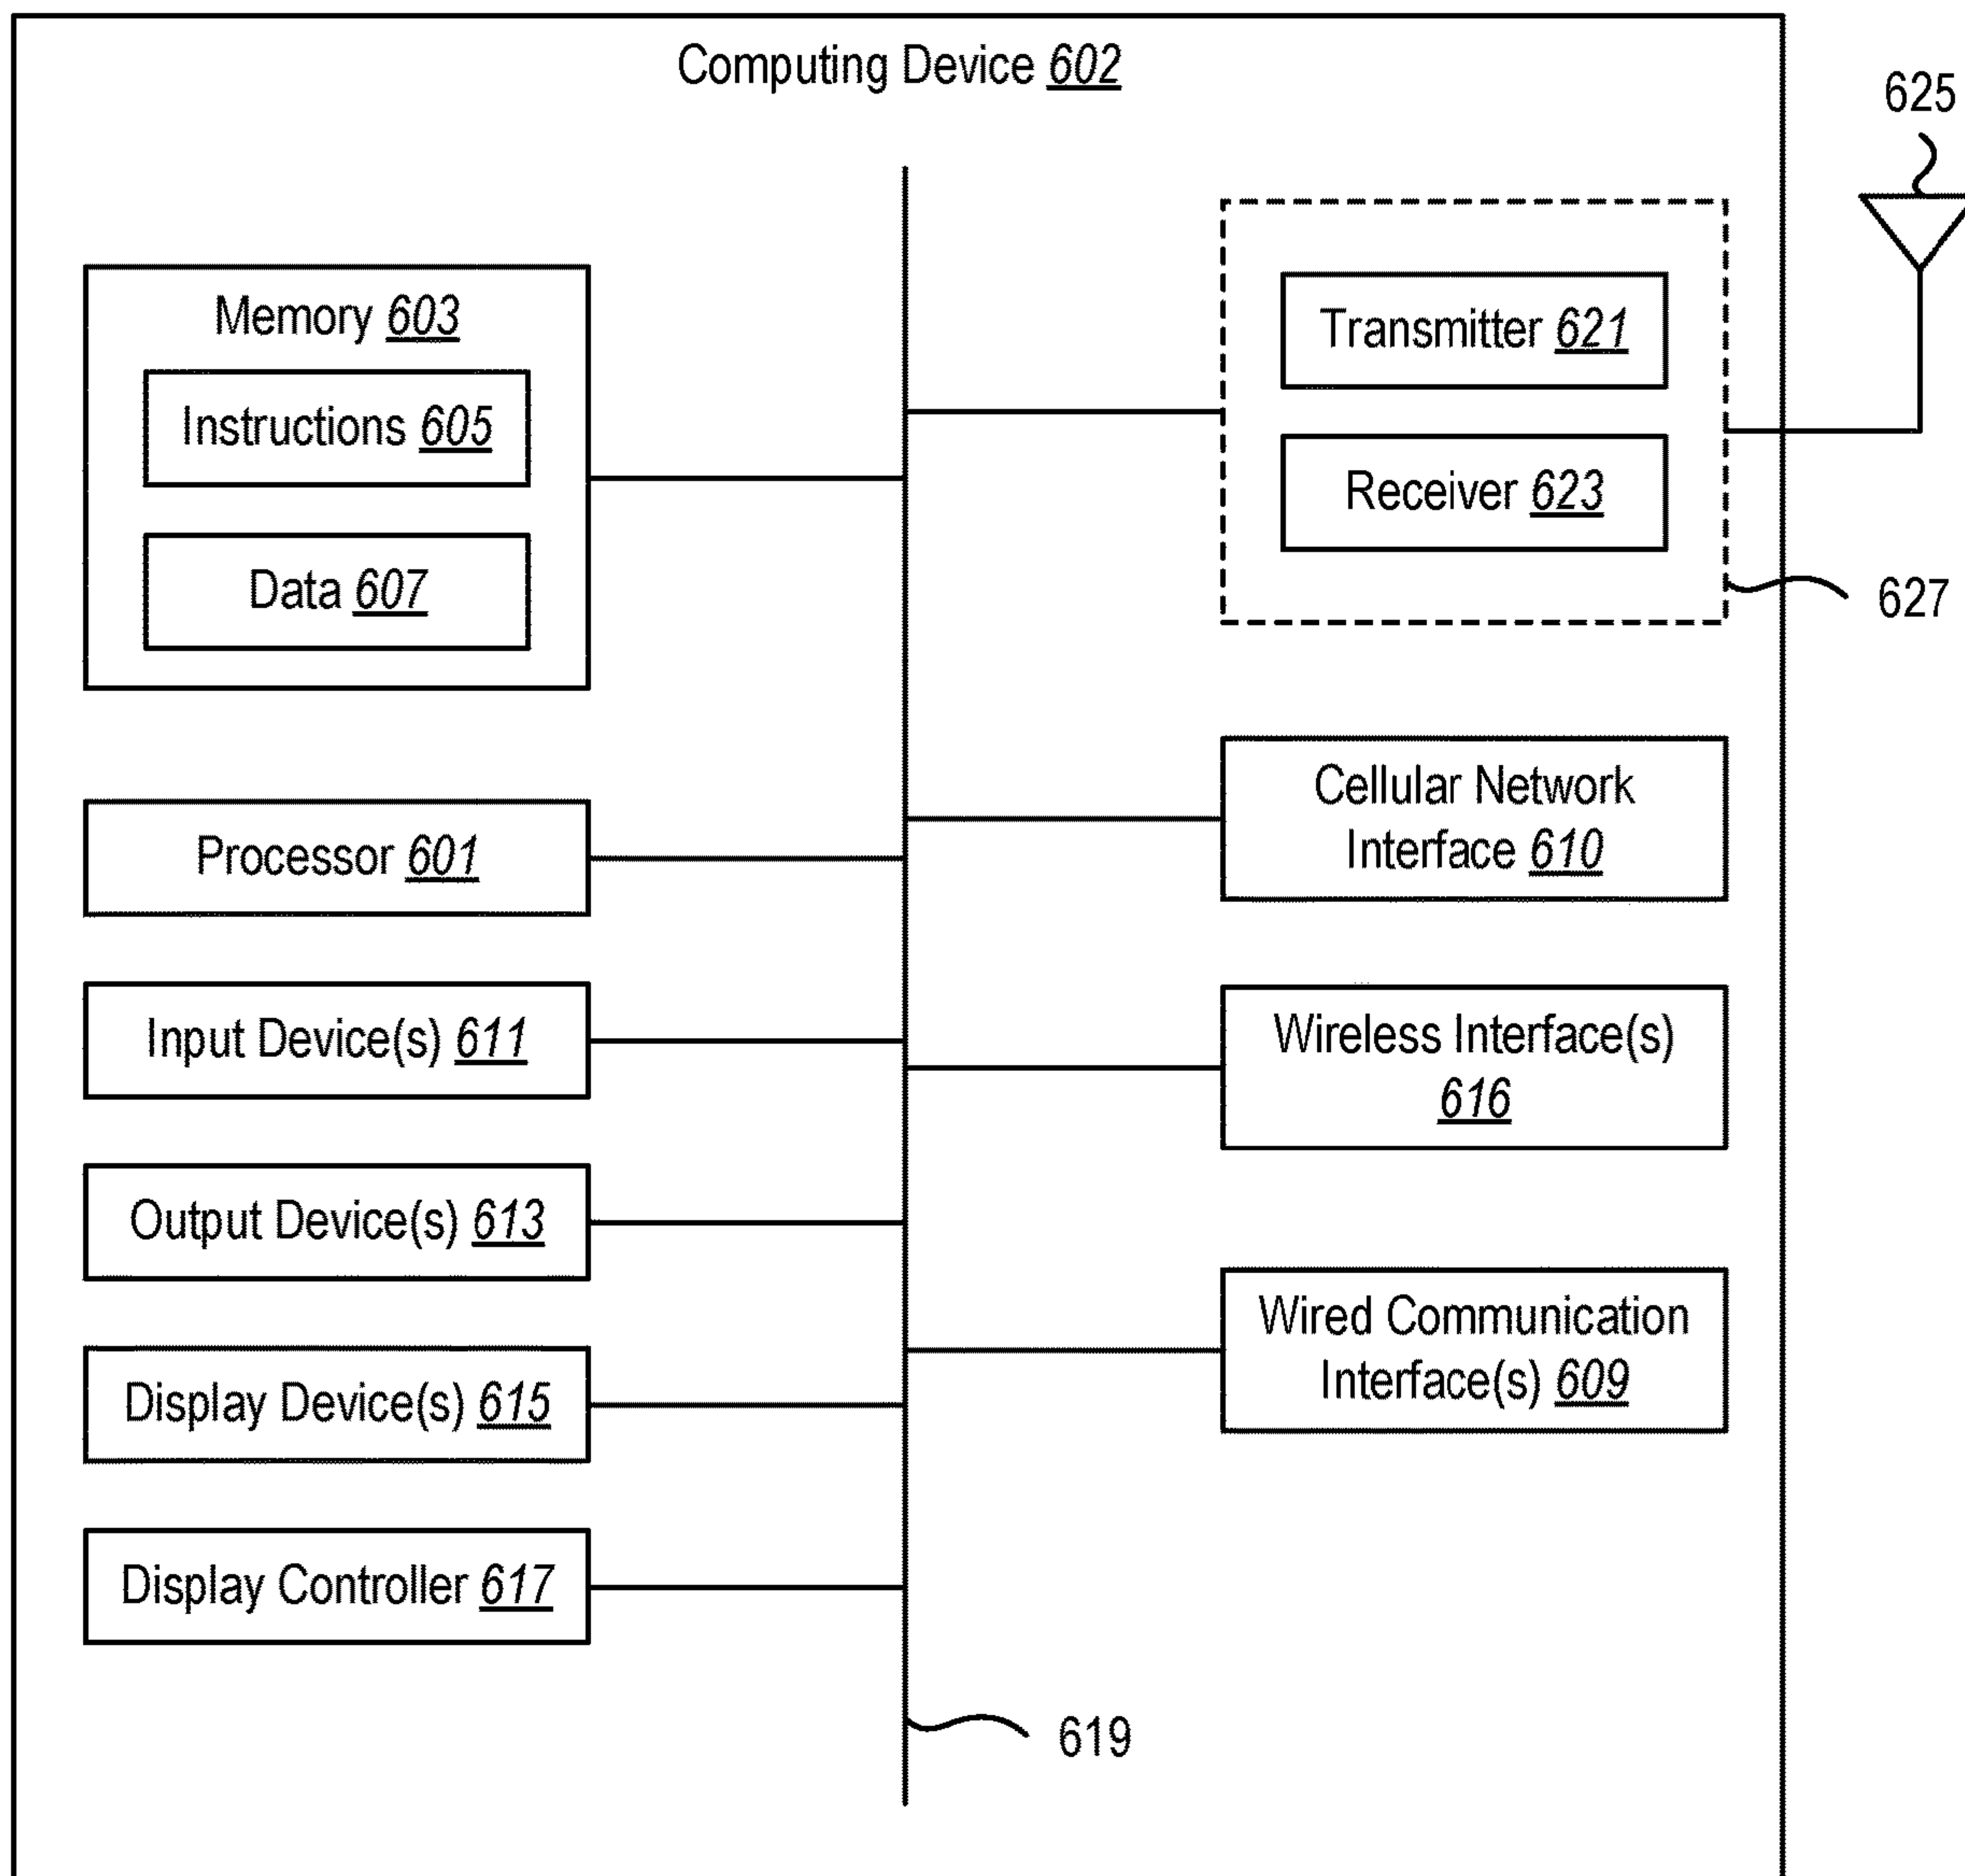 Computing Device 602
625
Memory 603
Instructions 605
Data 607
Transmitter 621
Receiver 623
627
Processor 601
Input Device(s) 611
Output Device(s) 613
Display Device(s) 615
Display Controller 617
Cellular Network
Interface 610
Wireless Interface(s)
616
Wired Communication
Interface(s) 609
619